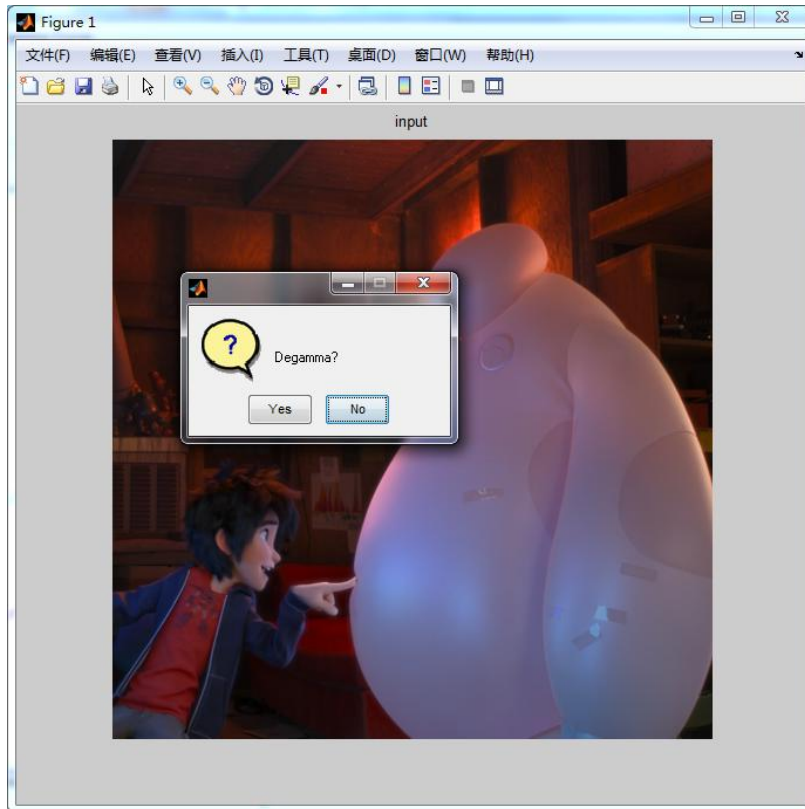 Figure 1
文件(F) 编辑(E) 查看(V) 插入(I) 工具(T) 桌面(D) 窗口(W) 帮助(H)
input
Degamma?
Yes No